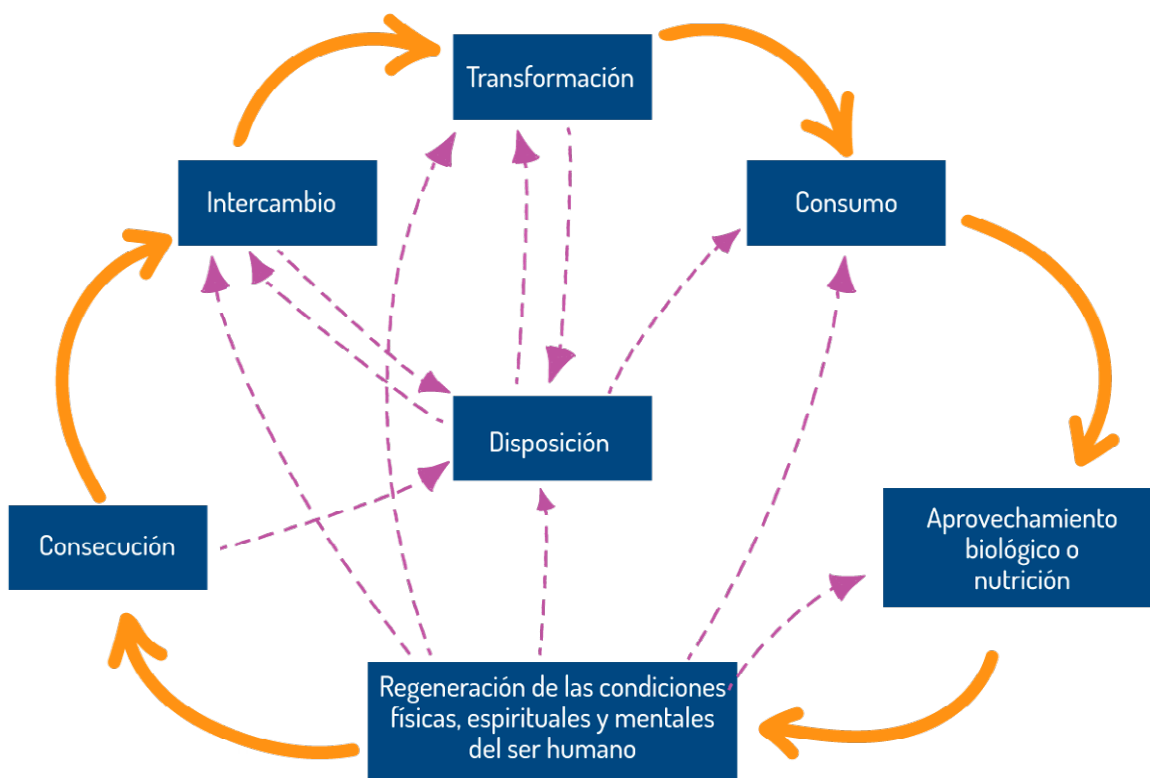 Transformación
Intercambio
Consumo
Disposición
Consecución
Aprovechamiento
biológico o
nutrición
Regeneración de las condiciones
físicas, espirituales y mentales
del ser humano